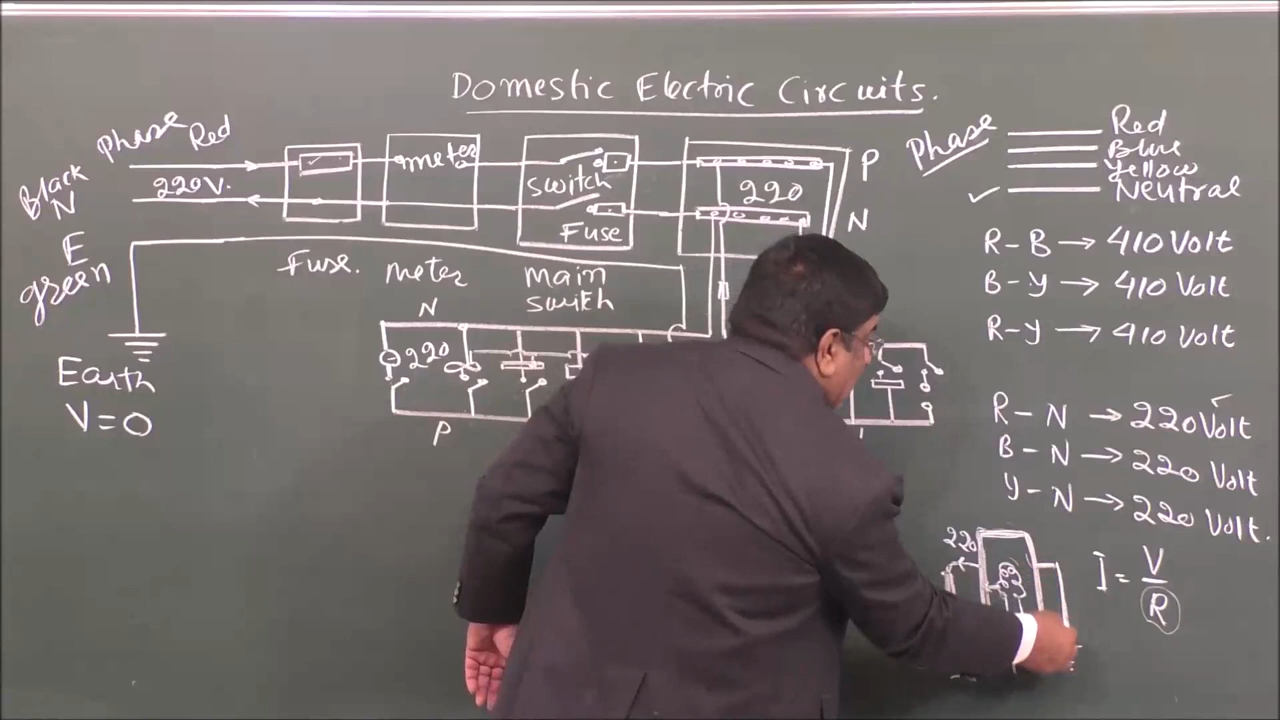 Domestic Electric Circuits.
Phase Red
Black
N
220V.
E
green
Earth
V=0
meter
switch
Fuse
220
P
N
Fuse.
meter
main
switch
N
220
P
Phase
Red
Blue
Yellow
✓ Neutral
R-B → 410 Volt
B-Y → 410 Volt
R-Y → 410 Volt
R-N → 220 Volt
B-N → 220 Volt
Y-N → 220 Volt.
220
I = V/R